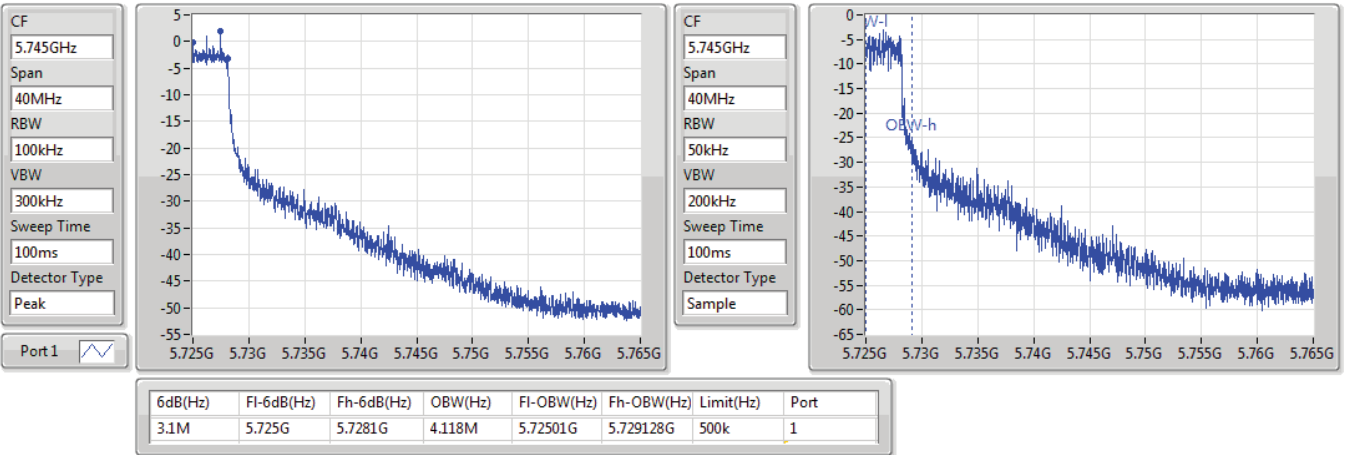 CF
5.745GHz
Span
40MHz
RBW
100kHz
VBW
300kHz
Sweep Time
100ms
Detector Type
Peak
Port 1
5
0
-5
-10
-15
-20
-25
-30
-35
-40
-45
-50
-55
5.725G 5.73G 5.735G 5.74G 5.745G 5.75G 5.755G 5.76G 5.765G
CF
5.745GHz
Span
40MHz
RBW
50kHz
VBW
200kHz
Sweep Time
100ms
Detector Type
Sample
0
-5
-10
-15
-20
-25
-30
-35
-40
-45
-50
-55
-60
-65
W-l
OBW-h
5.725G 5.73G 5.735G 5.74G 5.745G 5.75G 5.755G 5.76G 5.765G
6dB(Hz) Fl-6dB(Hz) Fh-6dB(Hz) OBW(Hz) Fl-OBW(Hz) Fh-OBW(Hz) Limit(Hz) Port
3.1M 5.725G 5.7281G 4.118M 5.72501G 5.729128G 500k 1